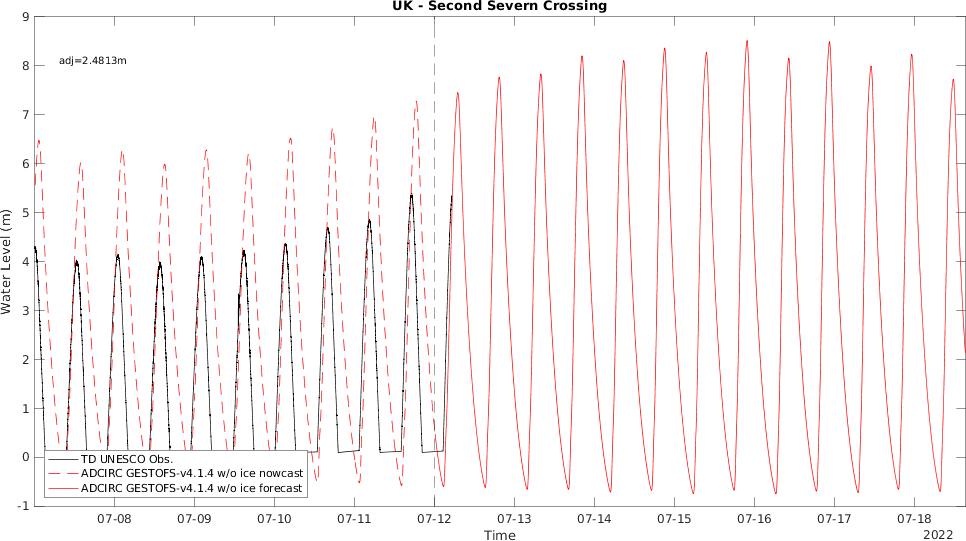 UK - Second Severn Crossing
adj=2.4813m
Water Level (m)
9
8
7
6
5
4
3
2
1
0
-1
TD UNESCO Obs.
ADCIRC GESTOFS-v4.1.4 w/o ice nowcast
ADCIRC GESTOFS-v4.1.4 w/o ice forecast
07-08 07-09 07-10 07-11 07-12 07-13 07-14 07-15 07-16 07-17 07-18
Time
2022